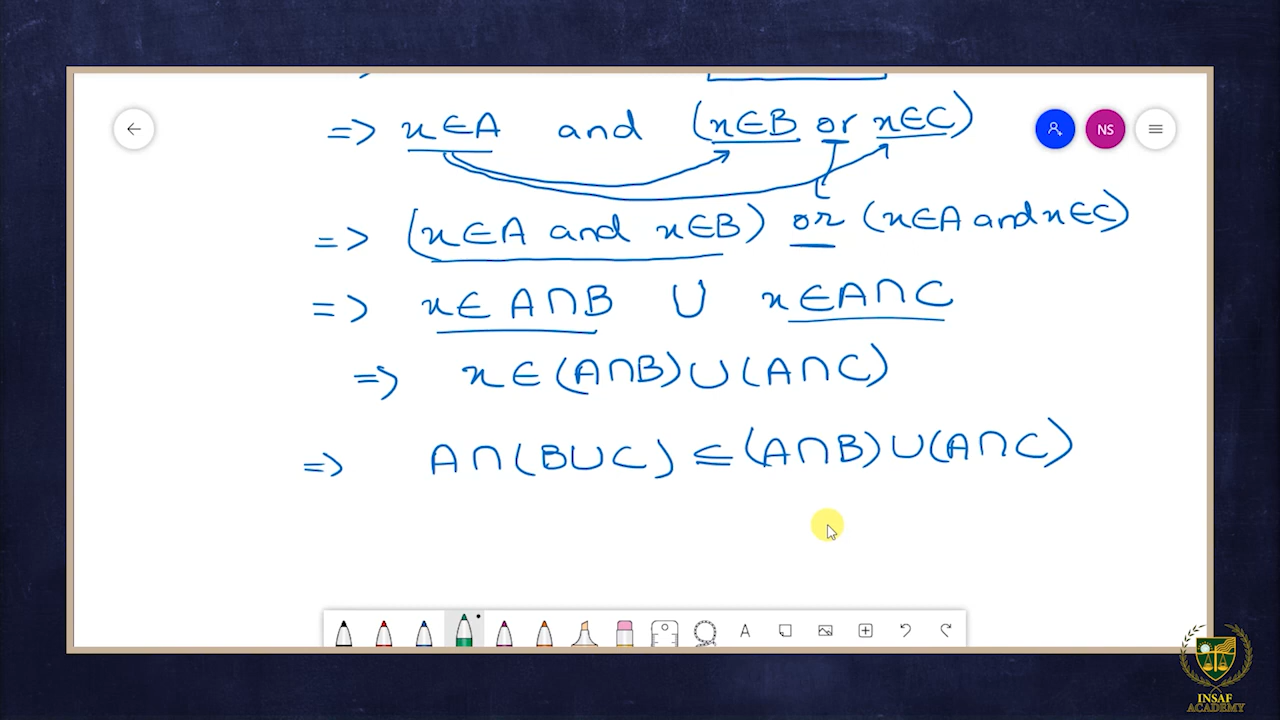 => x∈A and (x∈B or x∈C)
NS
=> (x∈A and x∈B) or (x∈A and x∈C)
=> x∈ A∩B ∪ x∈A∩C
=> x∈(A∩B)∪(A∩C)
=> A∩(B∪C) ⊆ (A∩B)∪(A∩C)
A
INSAF
ACADEMY